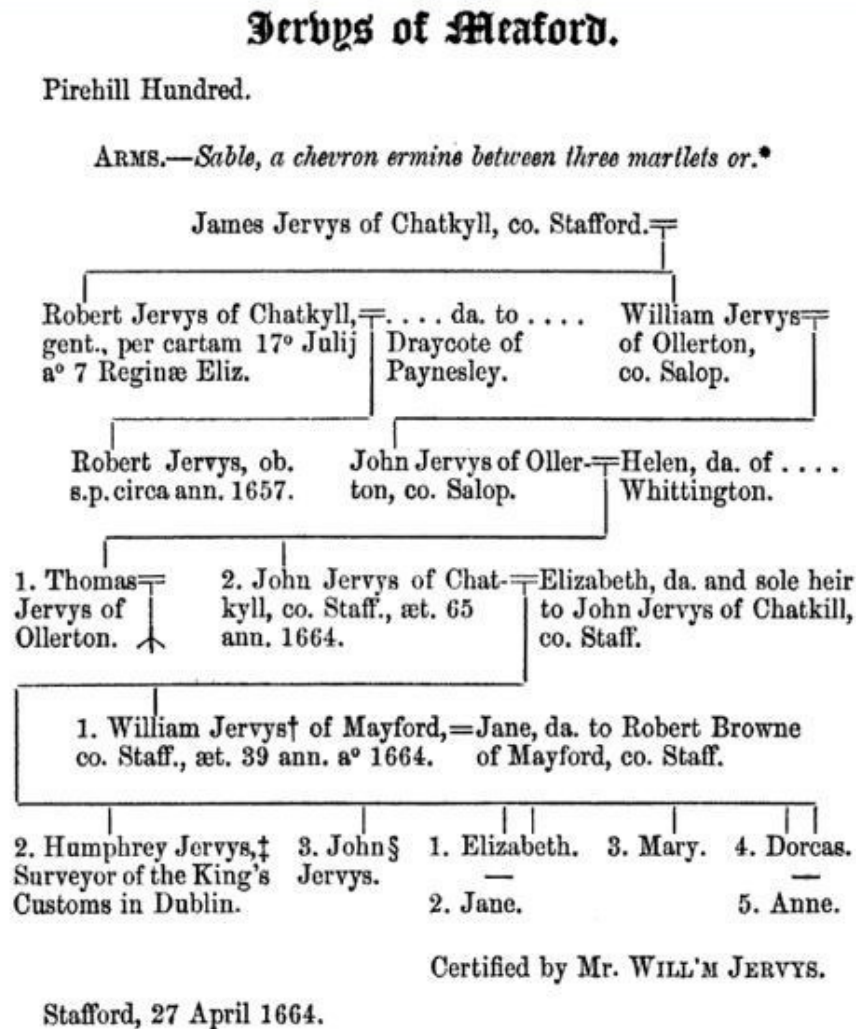 Jervys of Meaford.
Pirehill Hundred.
ARMS.—Sable, a chevron ermine between three martlets or.*
James Jervys of Chatkyll, co. Stafford.
Robert Jervys of Chatkyll,
gent., per cartam 17º Julij
aº 7 Reginæ Eliz.
. . . . da. to . . . .
Draycote of
Paynesley.
William Jervys
of Ollerton,
co. Salop.
Robert Jervys, ob.
s.p. circa ann. 1657.
John Jervys of Oller-
ton, co. Salop.
Helen, da. of . . . .
Whittington.
1. Thomas
Jervys of
Ollerton.
2. John Jervys of Chat-
kyll, co. Staff., æt. 65
ann. 1664.
Elizabeth, da. and sole heir
to John Jervys of Chatkill,
co. Staff.
1. William Jervys† of Mayford,
co. Staff., æt. 39 ann. aº 1664.
Jane, da. to Robert Browne
of Mayford, co. Staff.
2. Humphrey Jervys,‡
Surveyor of the King's
Customs in Dublin.
3. John§
Jervys.
1. Elizabeth.
2. Jane.
3. Mary.
4. Dorcas.
5. Anne.
Certified by Mr. WILL'M JERVYS.
Stafford, 27 April 1664.